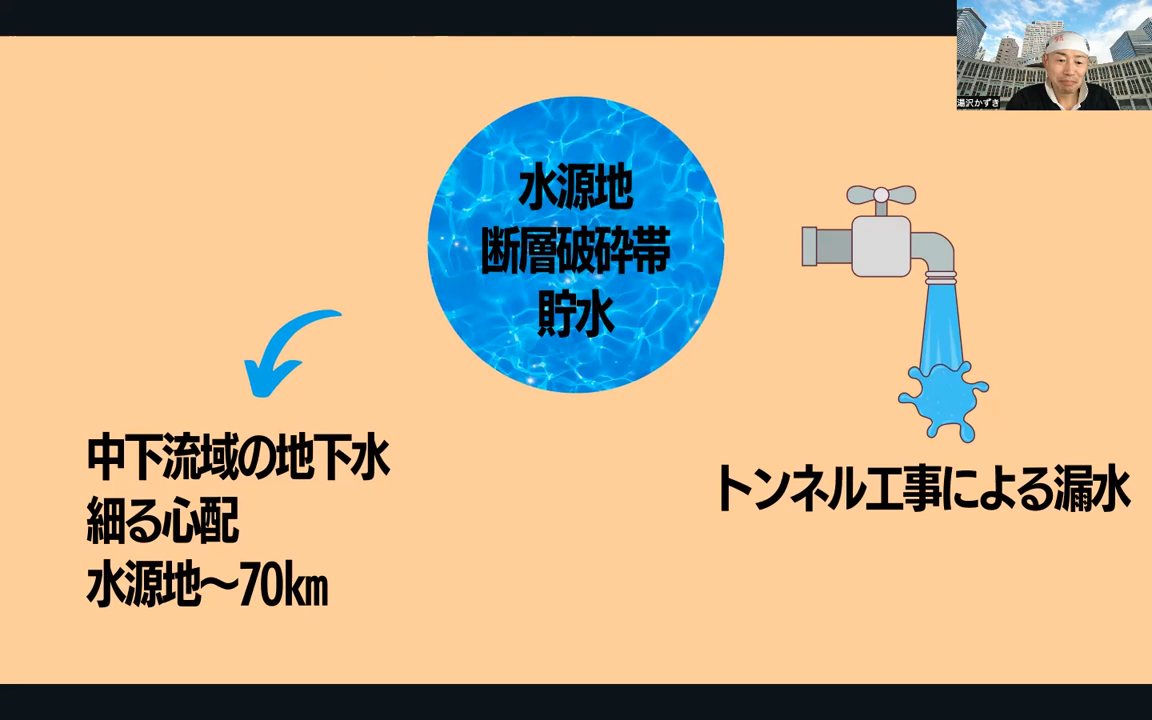 湯沢かずき
水源地
断層破砕帯
貯水
中下流域の地下水
細る心配
水源地〜70km
トンネル工事による漏水